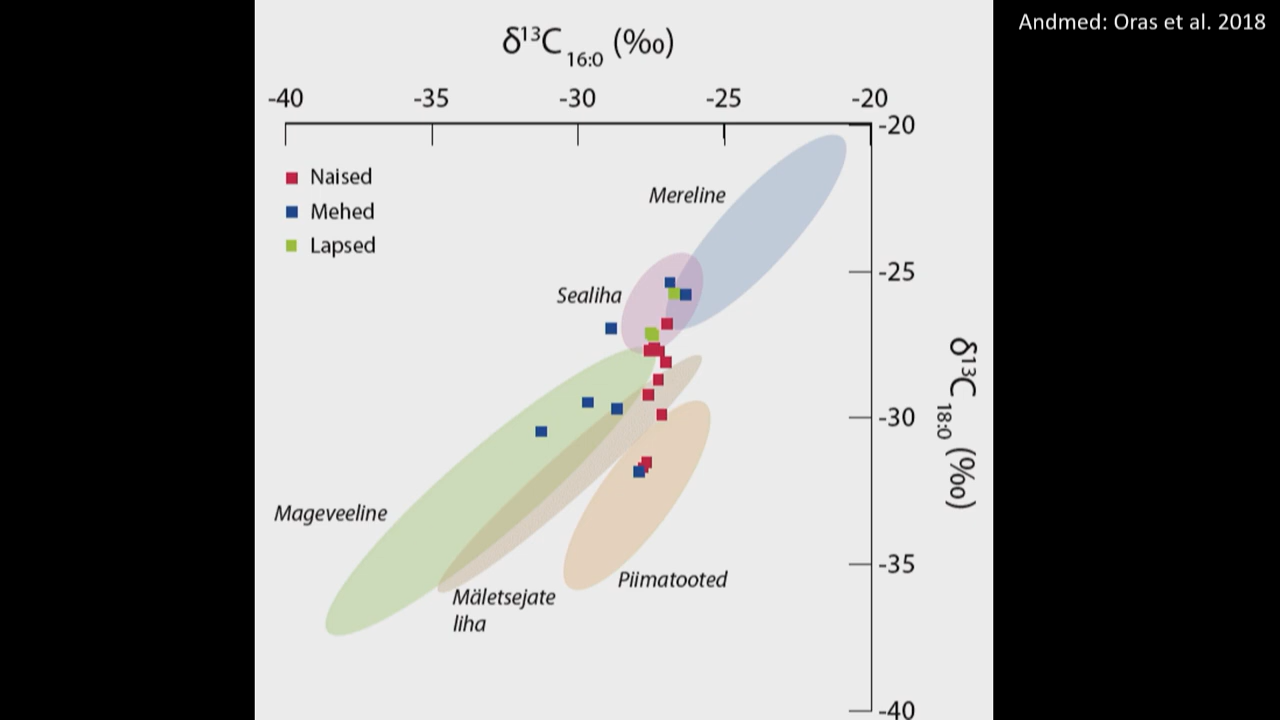 Andmed: Oras et al. 2018
δ¹³C₁₆:₀ (‰)
-40 -35 -30 -25 -20
-20
Naised
Mereline
Mehed
Lapsed
-25
Sealiha
δ¹³C₁₈:₀ (‰)
-30
Mageveeline
-35
Piimatooted
Mäletsejate
liha
-40